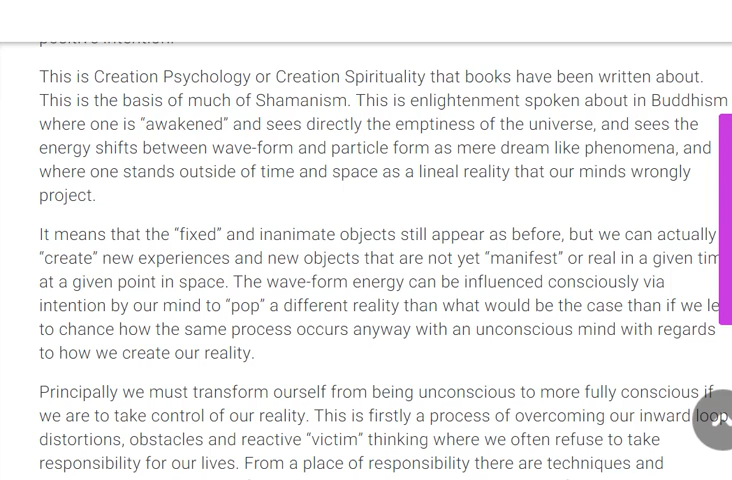 positive intention.
This is Creation Psychology or Creation Spirituality that books have been written about.
This is the basis of much of Shamanism. This is enlightenment spoken about in Buddhism
where one is “awakened” and sees directly the emptiness of the universe, and sees the
energy shifts between wave-form and particle form as mere dream like phenomena, and
where one stands outside of time and space as a lineal reality that our minds wrongly
project.
It means that the “fixed” and inanimate objects still appear as before, but we can actually
“create” new experiences and new objects that are not yet “manifest” or real in a given
at a given point in space. The wave-form energy can be influenced consciously via
intention by our mind to “pop” a different reality than what would be the case than if we
to chance how the same process occurs anyway with an unconscious mind with regards
to how we create our reality.
Principally we must transform ourself from being unconscious to more fully conscious if
we are to take control of our reality. This is firstly a process of overcoming our inward loop
distortions, obstacles and reactive “victim” thinking where we often refuse to take
responsibility for our lives. From a place of responsibility there are techniques and